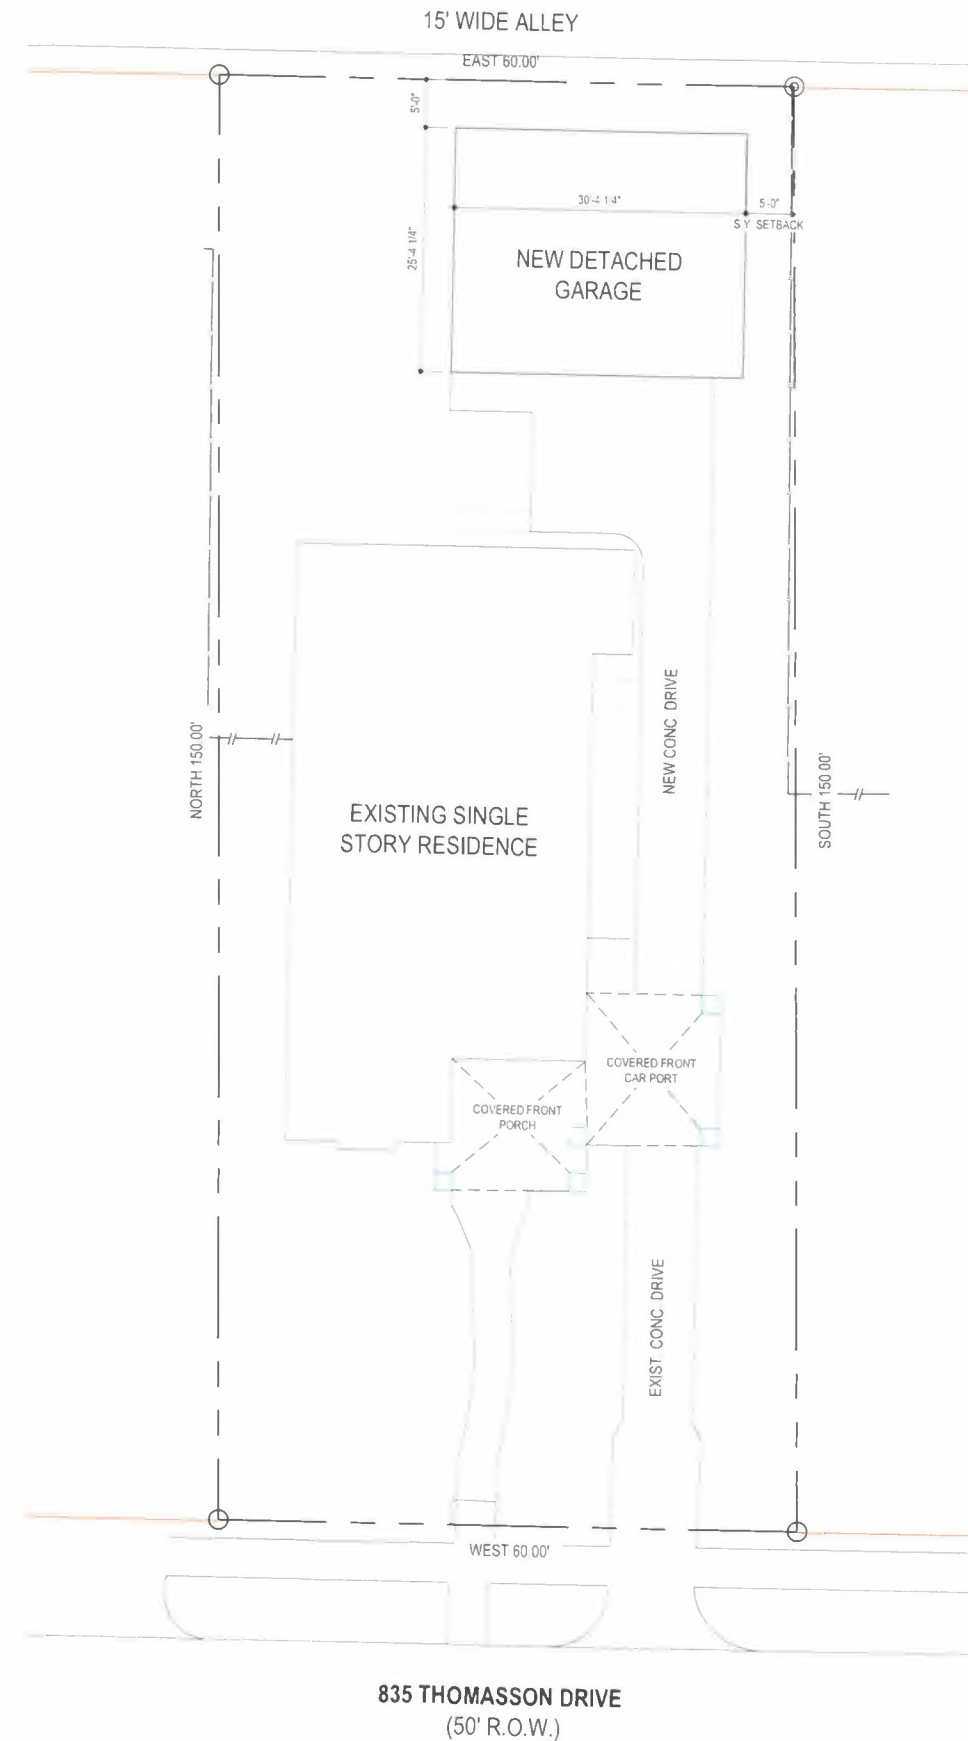 15' WIDE ALLEY
EAST 60.00'
5'-0"
30'-4 1/4"
5'-0"
S Y SETBACK
25'-4 1/4"
NEW DETACHED
GARAGE
NEW CONC DRIVE
NORTH 150.00'
SOUTH 150.00'
EXISTING SINGLE
STORY RESIDENCE
COVERED FRONT
CAR PORT
COVERED FRONT
PORCH
EXIST CONC DRIVE
WEST 60.00'
835 THOMASSON DRIVE
(50' R.O.W.)